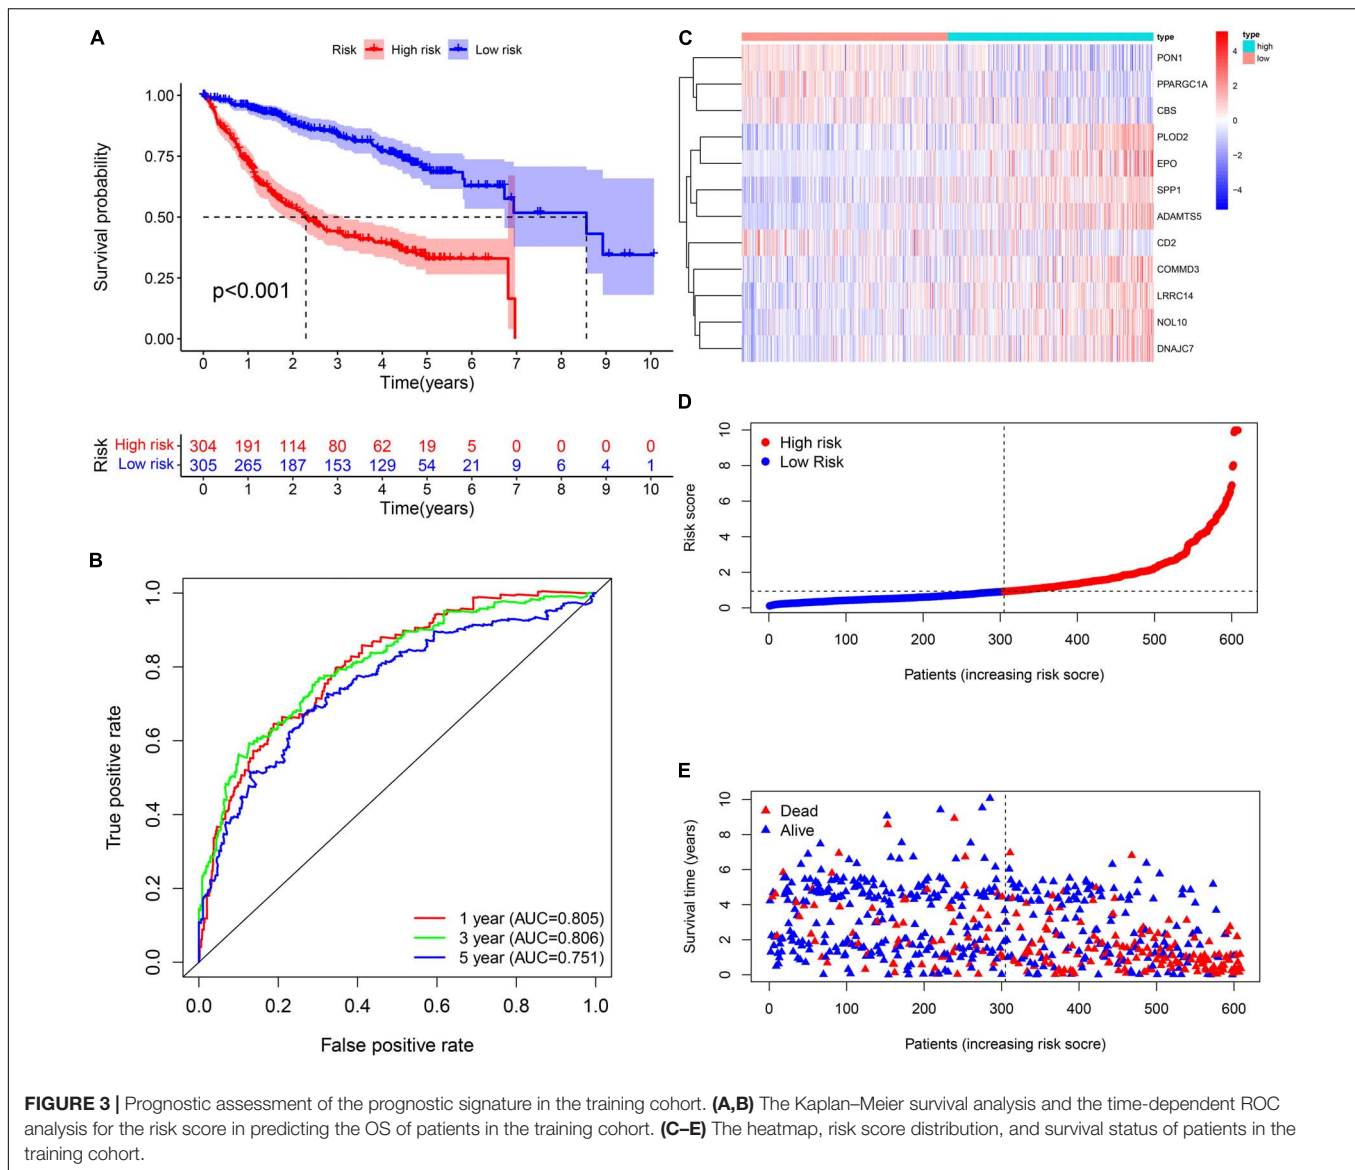 A
Risk High risk Low risk
Survival probability
1.00
0.75
0.50
0.25
0.00
p<0.001
0 1 2 3 4 5 6 7 8 9 10
Time(years)
Risk
High risk 304 191 114 80 62 19 5 0 0 0 0
Low risk 305 265 187 153 129 54 21 9 6 4 1
0 1 2 3 4 5 6 7 8 9 10
Time(years)
B
True positive rate
1.0
0.8
0.6
0.4
0.2
0.0
1 year (AUC=0.805)
3 year (AUC=0.806)
5 year (AUC=0.751)
0.0 0.2 0.4 0.6 0.8 1.0
False positive rate
C
type
PON1
PPARGC1A
CBS
PLOD2
EPO
SPP1
ADAMTS5
CD2
COMMD3
LRRC14
NOL10
DNAJC7
4
2
0
−2
−4
type
high
low
D
Risk score
10
8
6
4
2
0
High risk
Low Risk
0 100 200 300 400 500 600
Patients (increasing risk socre)
E
Survival time (years)
10
8
6
4
2
0
Dead
Alive
0 100 200 300 400 500 600
Patients (increasing risk socre)
FIGURE 3 | Prognostic assessment of the prognostic signature in the training cohort. (A,B) The Kaplan–Meier survival analysis and the time-dependent ROC
analysis for the risk score in predicting the OS of patients in the training cohort. (C–E) The heatmap, risk score distribution, and survival status of patients in the
training cohort.